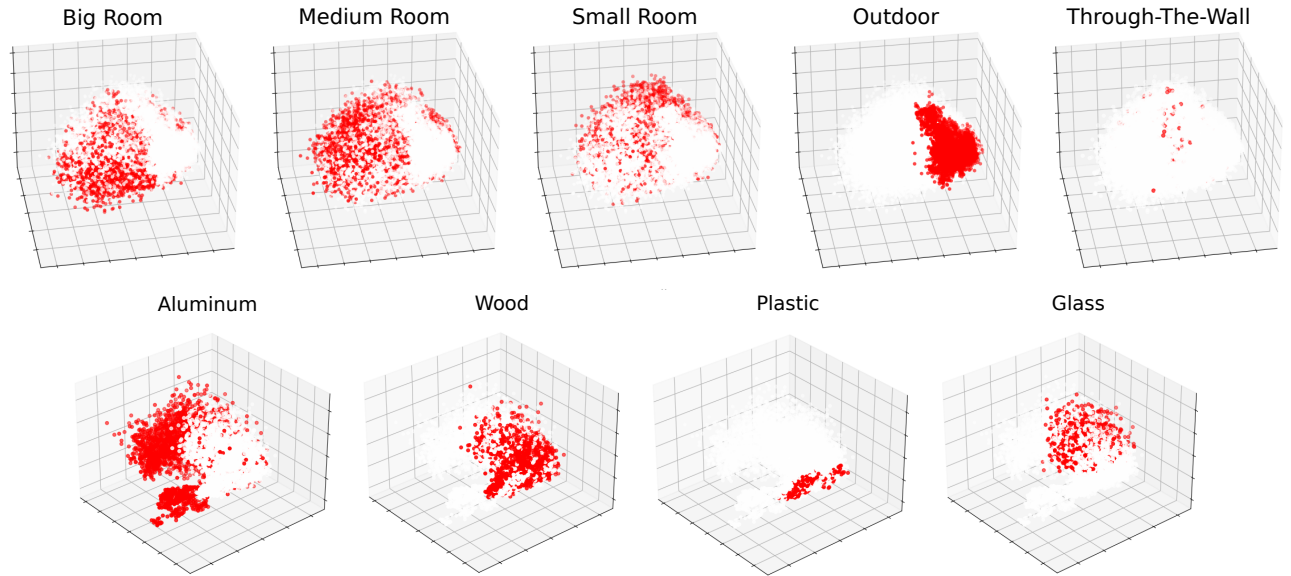 Big Room
Medium Room
Small Room
Outdoor
Through-The-Wall
Aluminum
Wood
Plastic
Glass